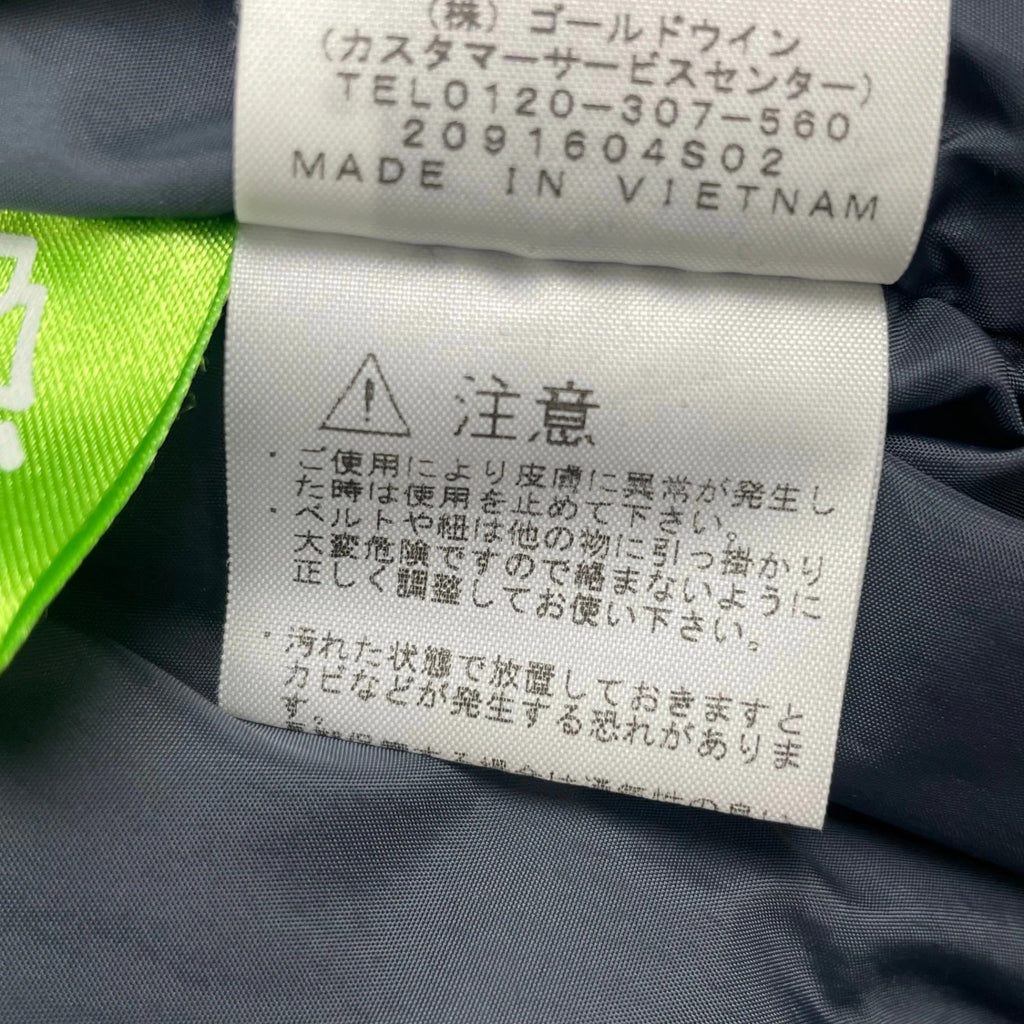 (株) ゴールドウイン
(カスタマーサービスセンター)
TEL0120-307-560
2091604S02
MADE IN VIETNAM
注意
・ご使用により皮膚に異常が発生し
た時は使用を止めて下さい。
・ベルトや紐は他の物に引っ掛かり
大変危険ですので絡まないように
正しく調整してお使い下さい。
・汚れた状態で放置しておきますと
カビなどが発生する恐れがありま
す。